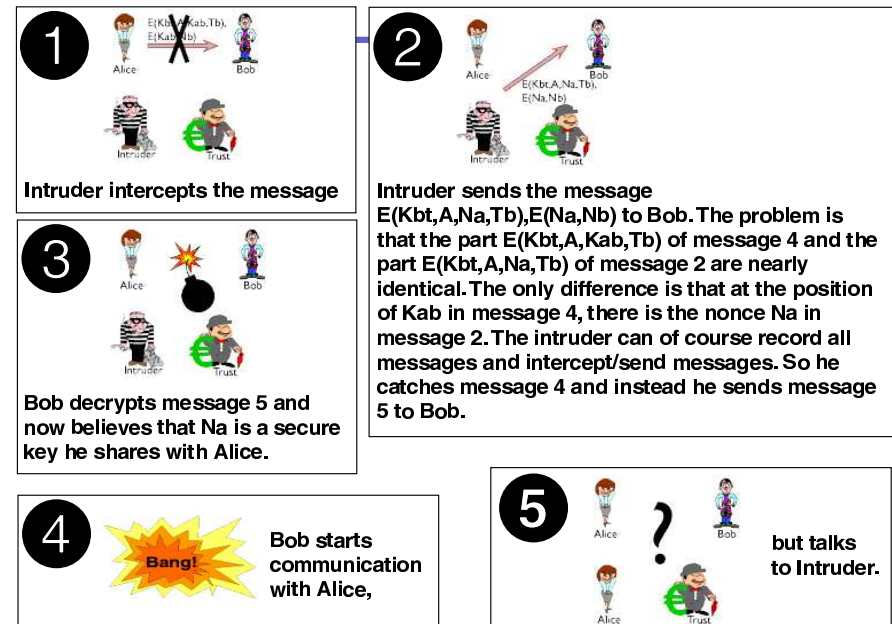 1
E(Kbt,A,Kab,Tb),
E(Kab,Nb)
Alice
Bob
Intruder
Trust
Intruder intercepts the message
2
Alice
Bob
E(Kbt,A,Na,Tb),
E(Na,Nb)
Intruder
Trust
Intruder sends the message
E(Kbt,A,Na,Tb),E(Na,Nb) to Bob. The problem is
that the part E(Kbt,A,Kab,Tb) of message 4 and the
part E(Kbt,A,Na,Tb) of message 2 are nearly
identical. The only difference is that at the position
of Kab in message 4, there is the nonce Na in
message 2. The intruder can of course record all
messages and intercept/send messages. So he
catches message 4 and instead he sends message
5 to Bob.
3
Alice
Bob
Intruder
Trust
Bob decrypts message 5 and
now believes that Na is a secure
key he shares with Alice.
4
Bang!
Bob starts
communication
with Alice,
5
Alice
?
Bob
Alice
Trust
but talks
to Intruder.